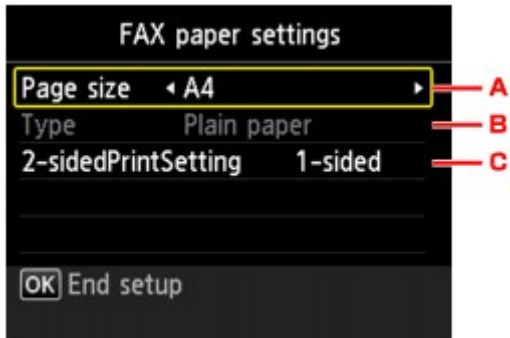 FAX paper settings
Page size A4 A
Type Plain paper B
2-sidedPrintSetting 1-sided C
OK End setup